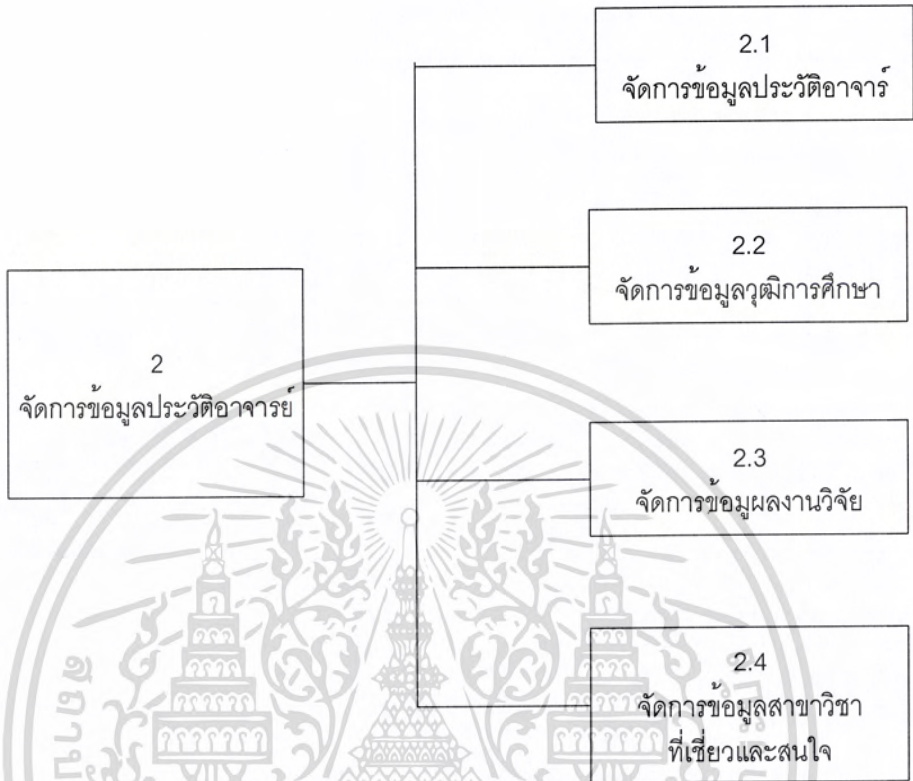 2.1
จัดการข้อมูลประวัติอาจาร์
2.2
จัดการข้อมูลวุฒิการศึกษา
2
จัดการข้อมูลประวัติอาจารย์
2.3
จัดการข้อมูผลงานวิจัย
2.4
จัดการข้อมูลสาขาวิชา
ที่เชี่ยวและสนใจ